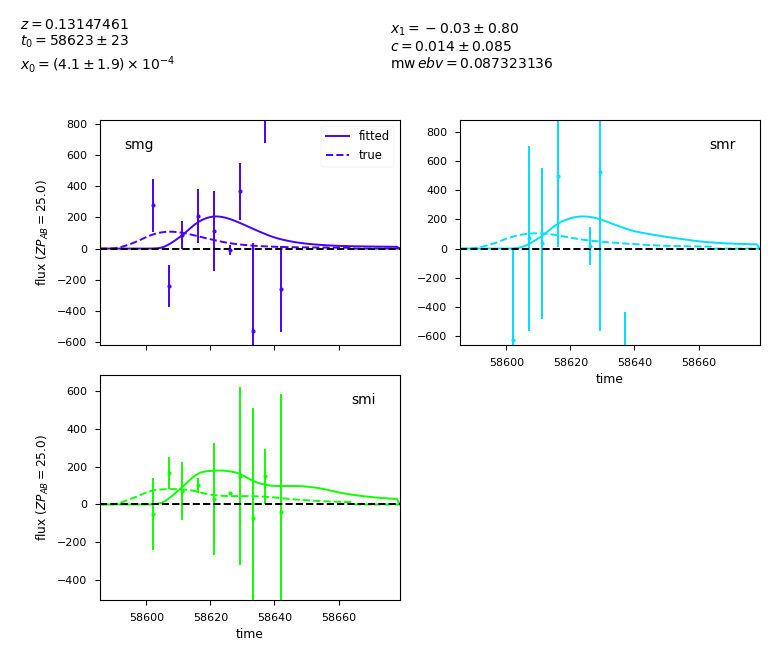 z = 0.13147461
t₀ = 58623 ± 23
x₀ = (4.1 ± 1.9) × 10⁻⁴
x₁ = −0.03 ± 0.80
c = 0.014 ± 0.085
mw ebv = 0.087323136
smg
fitted
true
800
600
400
200
0
−200
−400
−600
flux (ZP_AB = 25.0)
smr
800
600
400
200
0
−200
−400
−600
58600 58620 58640 58660
time
smi
600
400
200
0
−200
−400
flux (ZP_AB = 25.0)
58600 58620 58640 58660
time